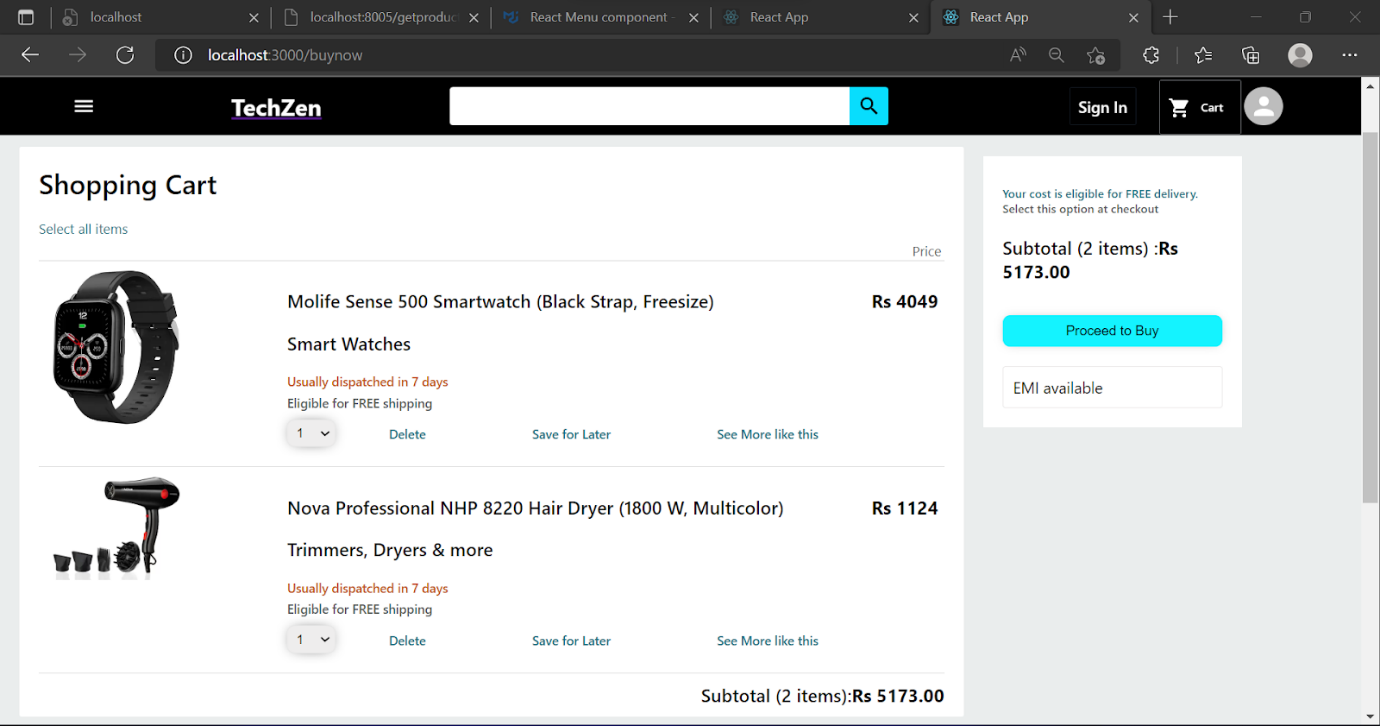 localhost
localhost:8005/getproduc
React Menu component -
React App
React App
localhost:3000/buynow
TechZen
Sign In
Cart
Shopping Cart
Select all items
Price
Molife Sense 500 Smartwatch (Black Strap, Freesize)
Rs 4049
Smart Watches
Usually dispatched in 7 days
Eligible for FREE shipping
1
Delete
Save for Later
See More like this
Nova Professional NHP 8220 Hair Dryer (1800 W, Multicolor)
Rs 1124
Trimmers, Dryers & more
Usually dispatched in 7 days
Eligible for FREE shipping
1
Delete
Save for Later
See More like this
Subtotal (2 items):Rs 5173.00
Your cost is eligible for FREE delivery.
Select this option at checkout
Subtotal (2 items) :Rs
5173.00
Proceed to Buy
EMI available